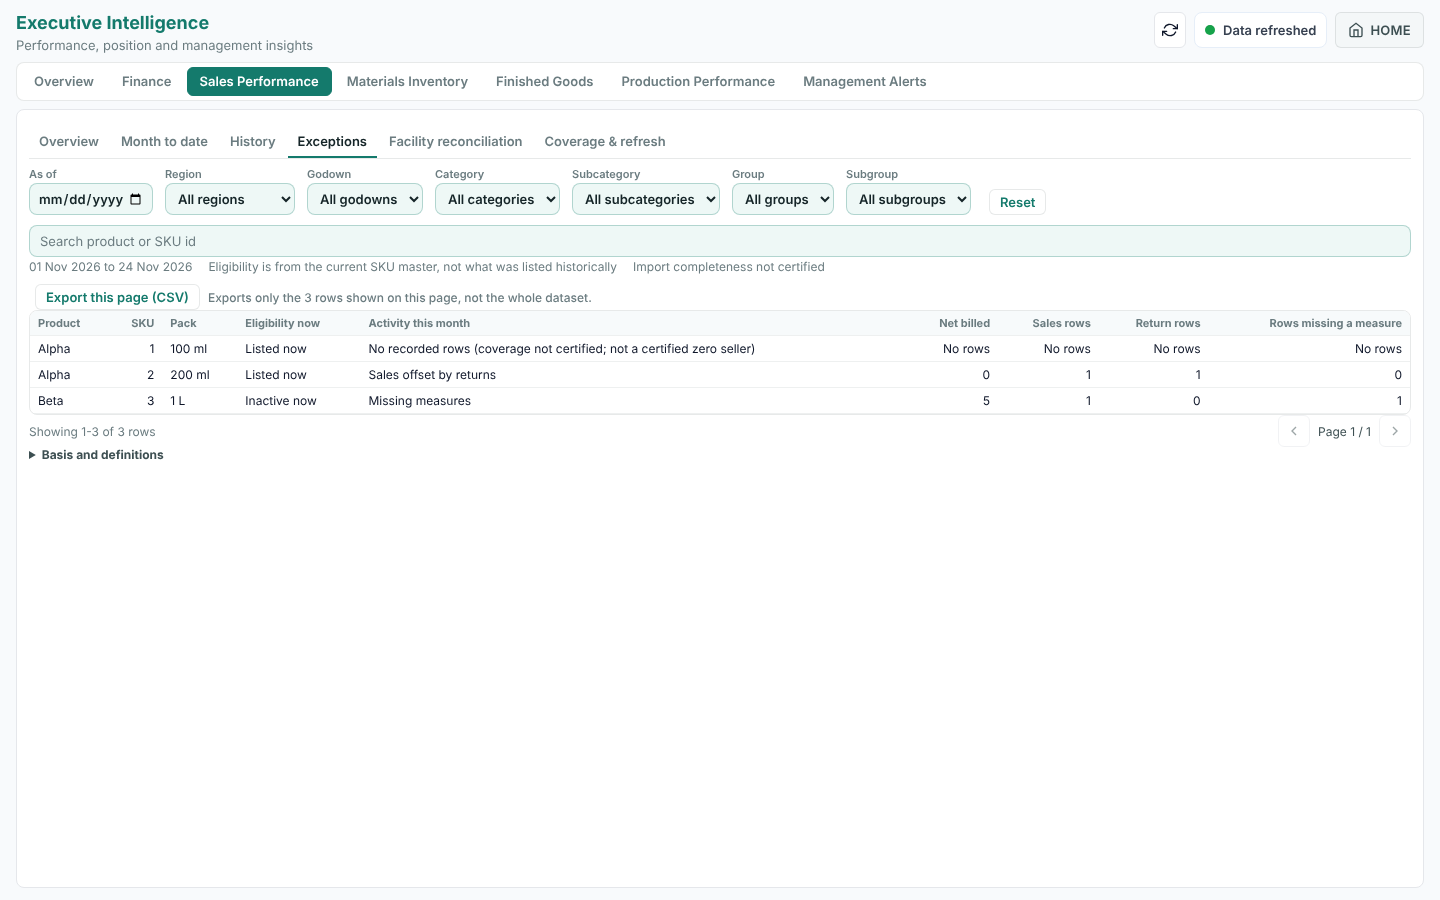 Executive Intelligence
Performance, position and management insights
Data refreshed
HOME
Overview Finance Sales Performance Materials Inventory Finished Goods Production Performance Management Alerts
Overview Month to date History Exceptions Facility reconciliation Coverage & refresh
As of Region Godown Category Subcategory Group Subgroup
mm/dd/yyyy All regions All godowns All categories All subcategories All groups All subgroups Reset
Search product or SKU id
01 Nov 2026 to 24 Nov 2026 Eligibility is from the current SKU master, not what was listed historically Import completeness not certified
Export this page (CSV) Exports only the 3 rows shown on this page, not the whole dataset.
Product SKU Pack Eligibility now Activity this month Net billed Sales rows Return rows Rows missing a measure
Alpha 1 100 ml Listed now No recorded rows (coverage not certified; not a certified zero seller) No rows No rows No rows No rows
Alpha 2 200 ml Listed now Sales offset by returns 0 1 1 0
Beta 3 1 L Inactive now Missing measures 5 1 0 1
Showing 1-3 of 3 rows Page 1 / 1
Basis and definitions